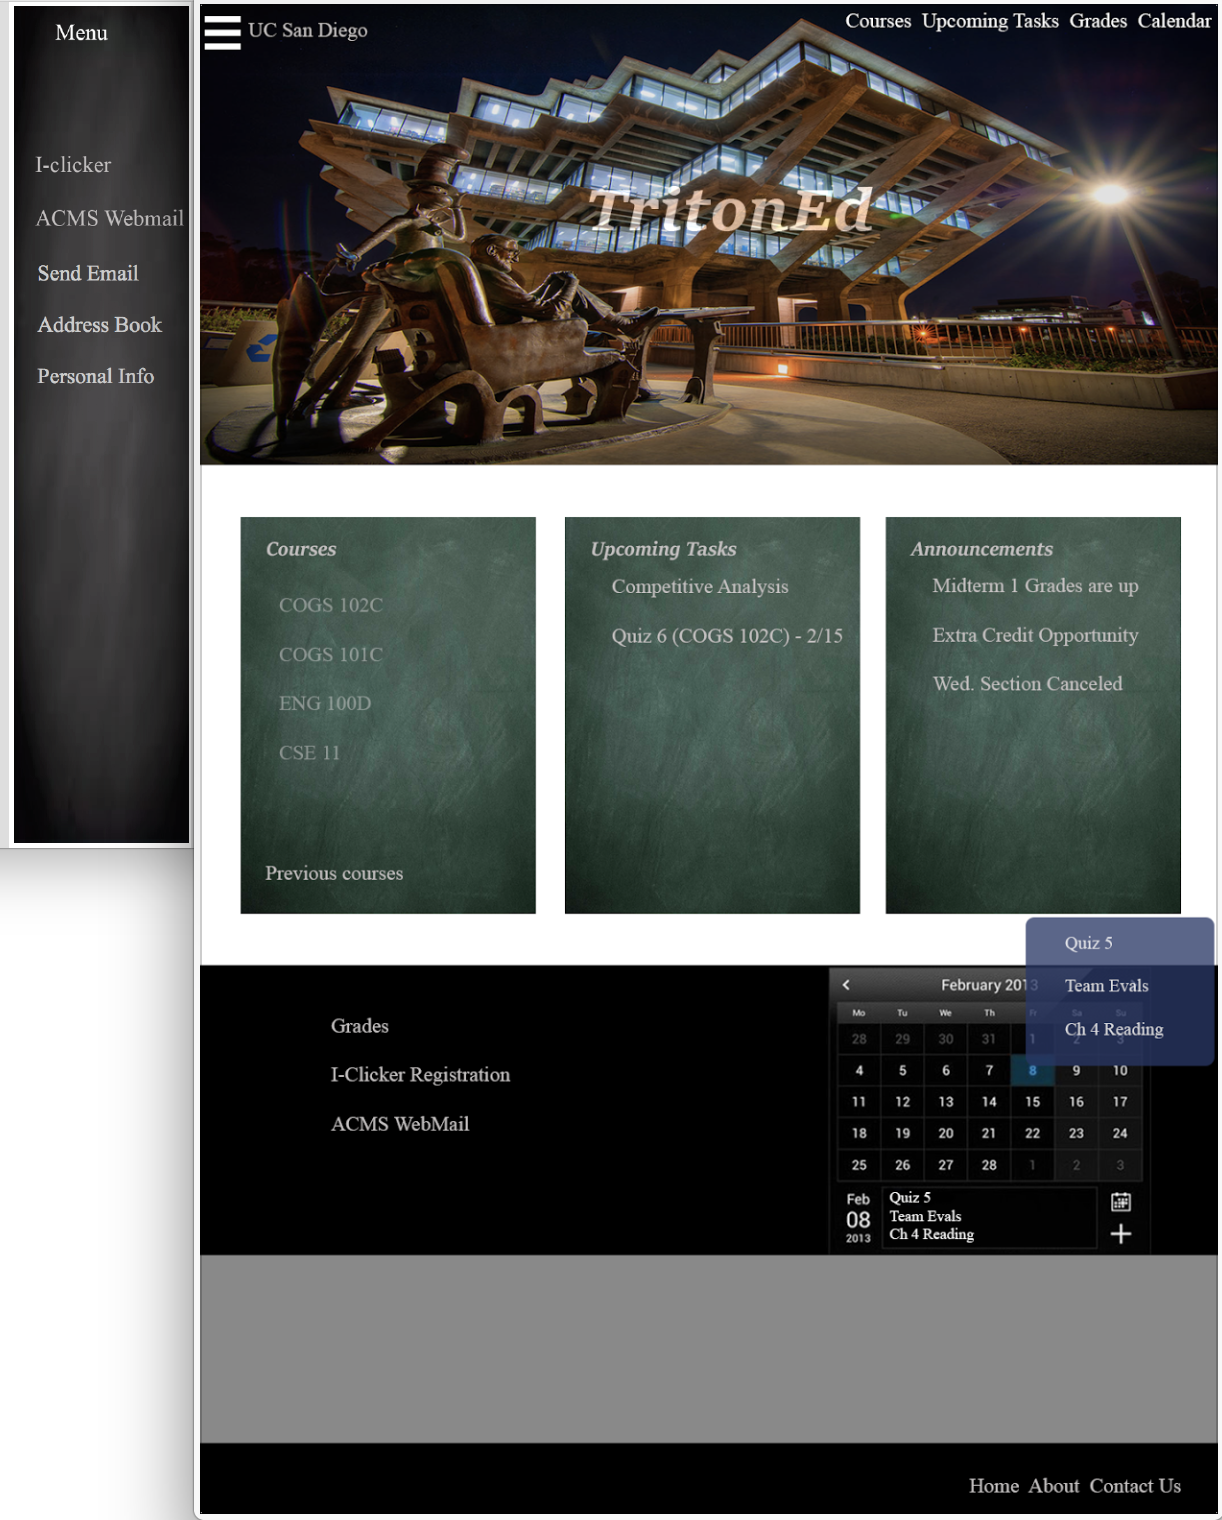 Menu
I-clicker
ACMS Webmail
Send Email
Address Book
Personal Info
UC San Diego
Courses Upcoming Tasks Grades Calendar
TritonEd
Courses
COGS 102C
COGS 101C
ENG 100D
CSE 11
Previous courses
Upcoming Tasks
Competitive Analysis
Quiz 6 (COGS 102C) - 2/15
Announcements
Midterm 1 Grades are up
Extra Credit Opportunity
Wed. Section Canceled
Quiz 5
Team Evals
Ch 4 Reading
Grades
I-Clicker Registration
ACMS WebMail
February 2013
Mo Tu We Th Fr Sa Su
28 29 30 31 1 2 3
4 5 6 7 8 9 10
11 12 13 14 15 16 17
18 19 20 21 22 23 24
25 26 27 28 1 2 3
Feb
08
2013
Quiz 5
Team Evals
Ch 4 Reading
Home About Contact Us